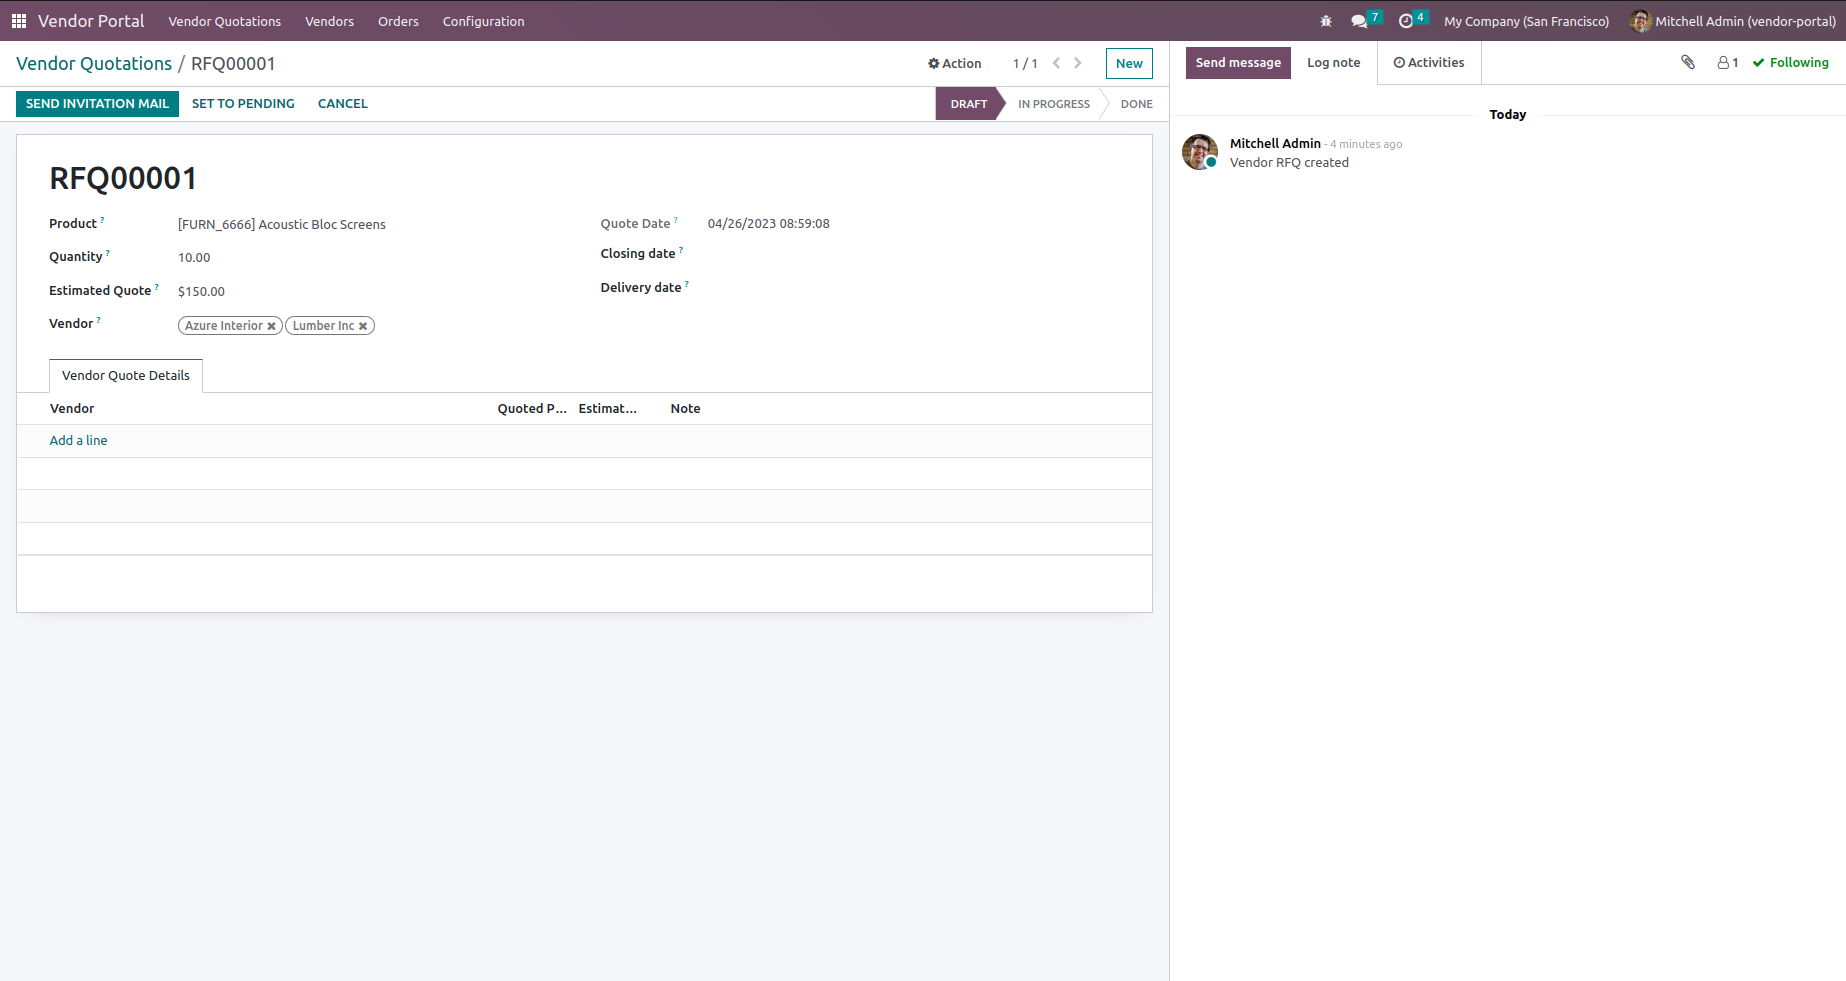 Vendor Portal Vendor Quotations Vendors Orders Configuration 7 4 My Company (San Francisco) Mitchell Admin (vendor-portal)
Vendor Quotations / RFQ00001 Action 1 / 1 New
SEND INVITATION MAIL SET TO PENDING CANCEL DRAFT IN PROGRESS DONE
RFQ00001
Product ? [FURN_6666] Acoustic Bloc Screens
Quantity ? 10.00
Estimated Quote ? $150.00
Vendor ? Azure Interior Lumber Inc
Quote Date ? 04/26/2023 08:59:08
Closing date ?
Delivery date ?
Vendor Quote Details
Vendor Quoted P... Estimat... Note
Add a line
Send message Log note Activities 1 Following
Today
Mitchell Admin - 4 minutes ago
Vendor RFQ created